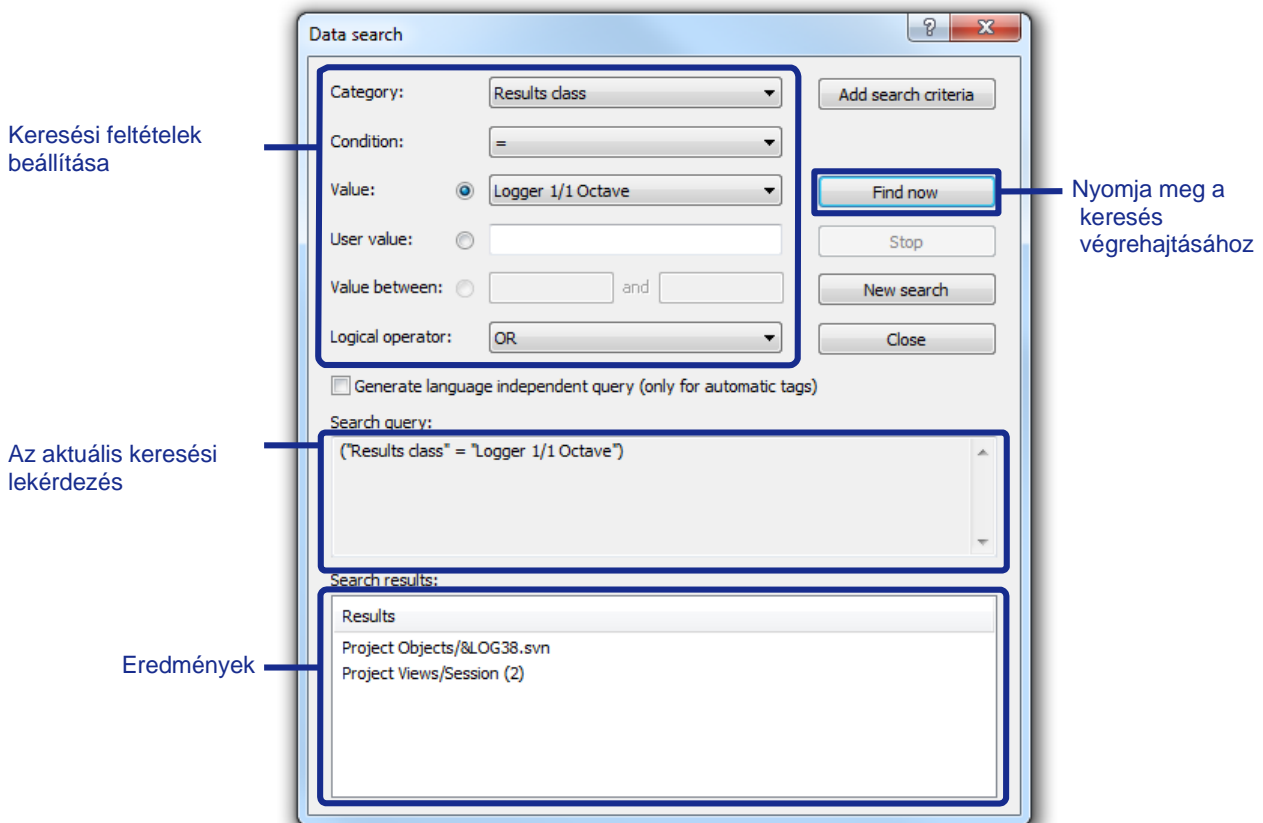 Data search
Category:
Results class
Add search criteria
Keresési feltételek
beállítása
Condition:
=
Value:
Logger 1/1 Octave
Find now
Nyomja meg a
keresés
végrehajtásához
User value:
Stop
Value between:
and
New search
Logical operator:
OR
Close
Generate language independent query (only for automatic tags)
Search query:
("Results class" = "Logger 1/1 Octave")
Az aktuális keresési
lekérdezés
Search results:
Results
Project Objects/&LOG38.svn
Project Views/Session (2)
Eredmények